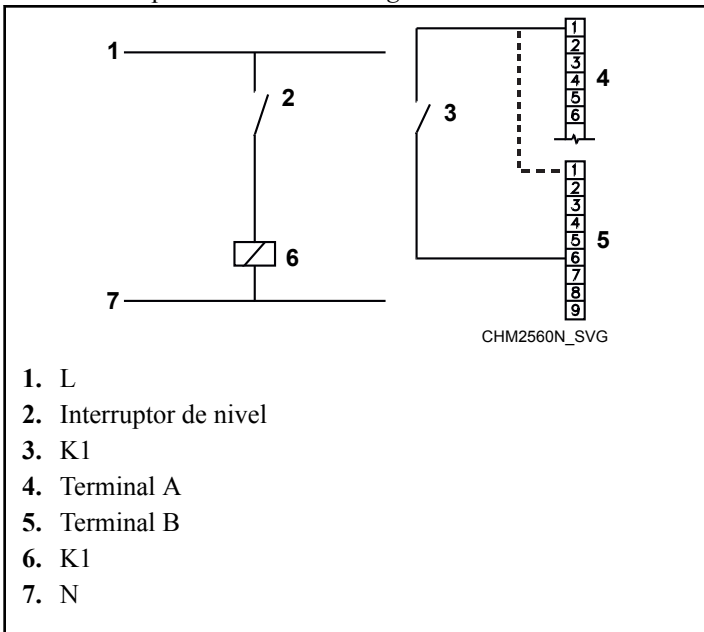 1
2
3
1
2
3
4
5
6
4
1
2
3
4
5
6
7
8
9
5
6
7
CHM2560N_SVG
1. L
2. Interruptor de nivel
3. K1
4. Terminal A
5. Terminal B
6. K1
7. N